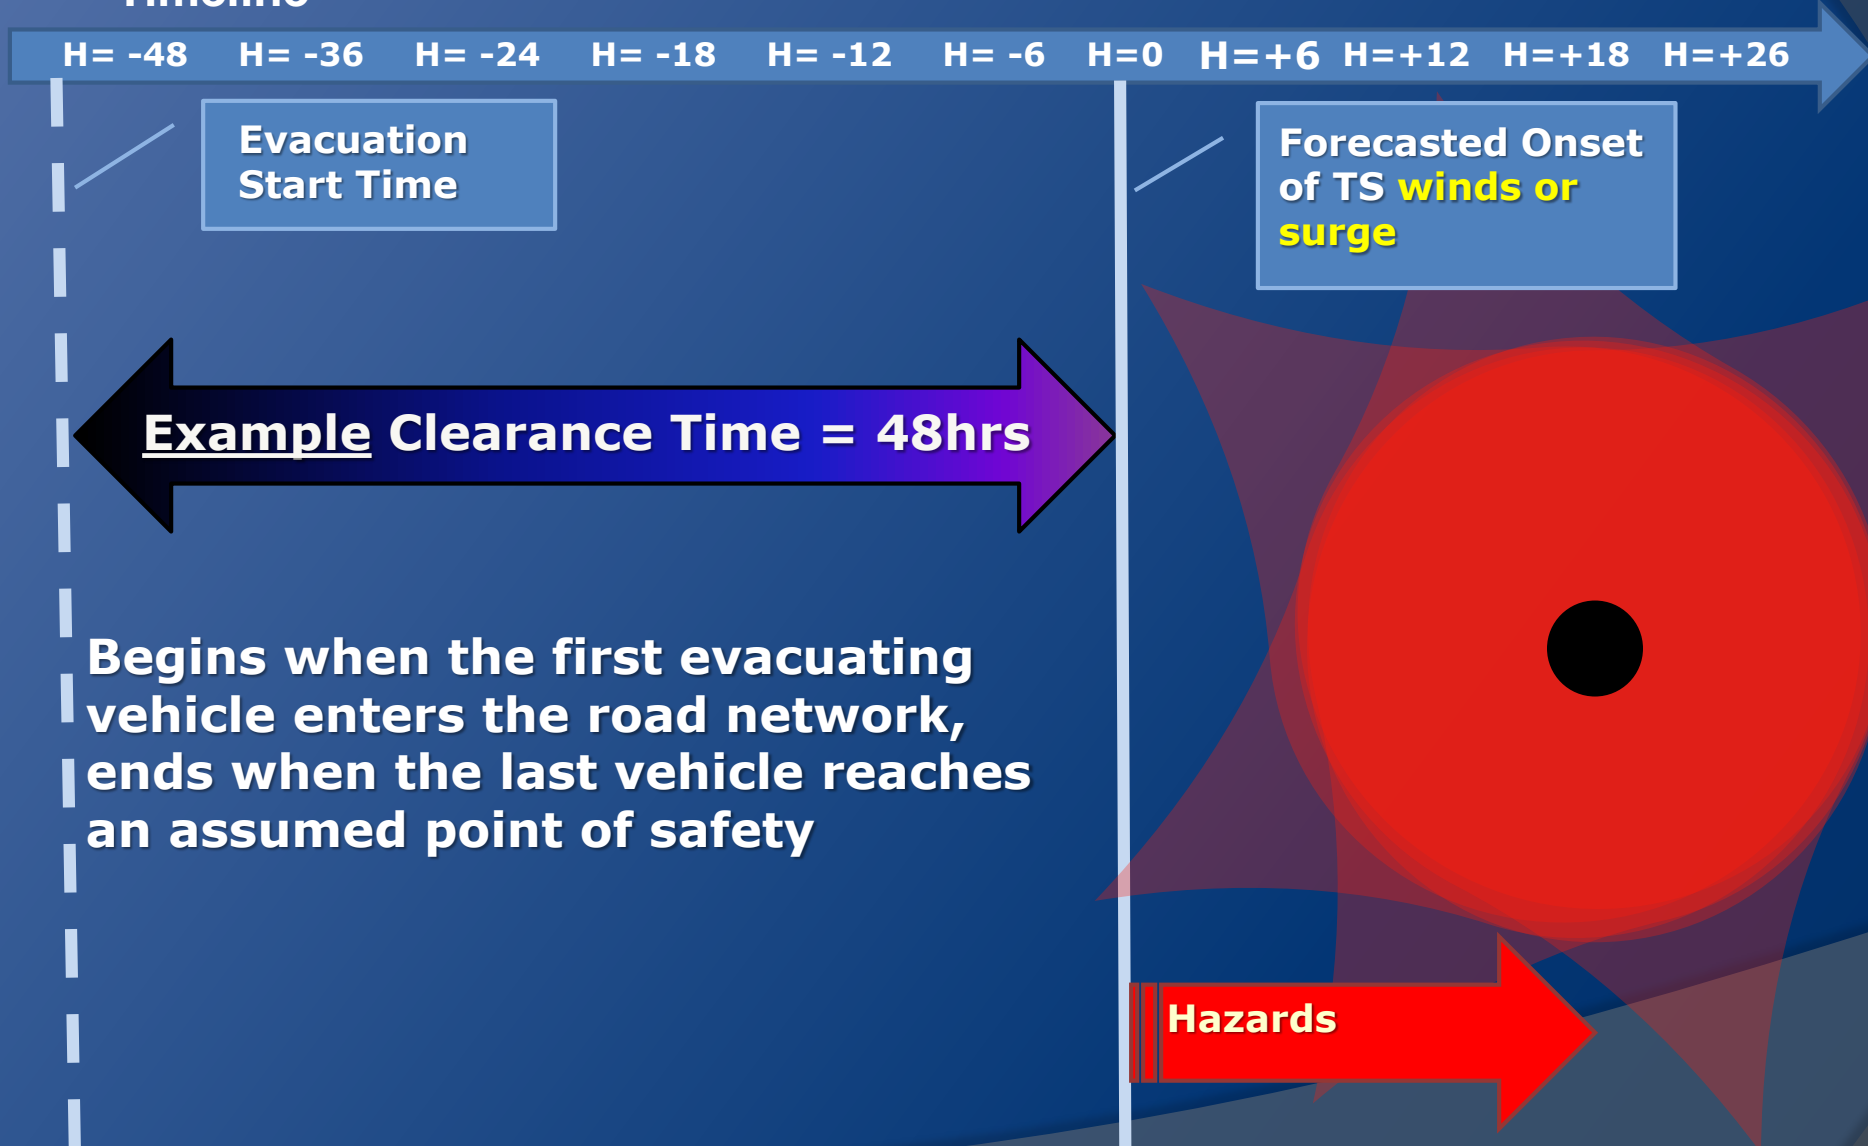 Timeline
H= -48 H= -36 H= -24 H= -18 H= -12 H= -6 H=0 H=+6 H=+12 H=+18 H=+26
Evacuation
Start Time
Forecasted Onset
of TS winds or
surge
Example Clearance Time = 48hrs
Begins when the first evacuating
vehicle enters the road network,
ends when the last vehicle reaches
an assumed point of safety
Hazards